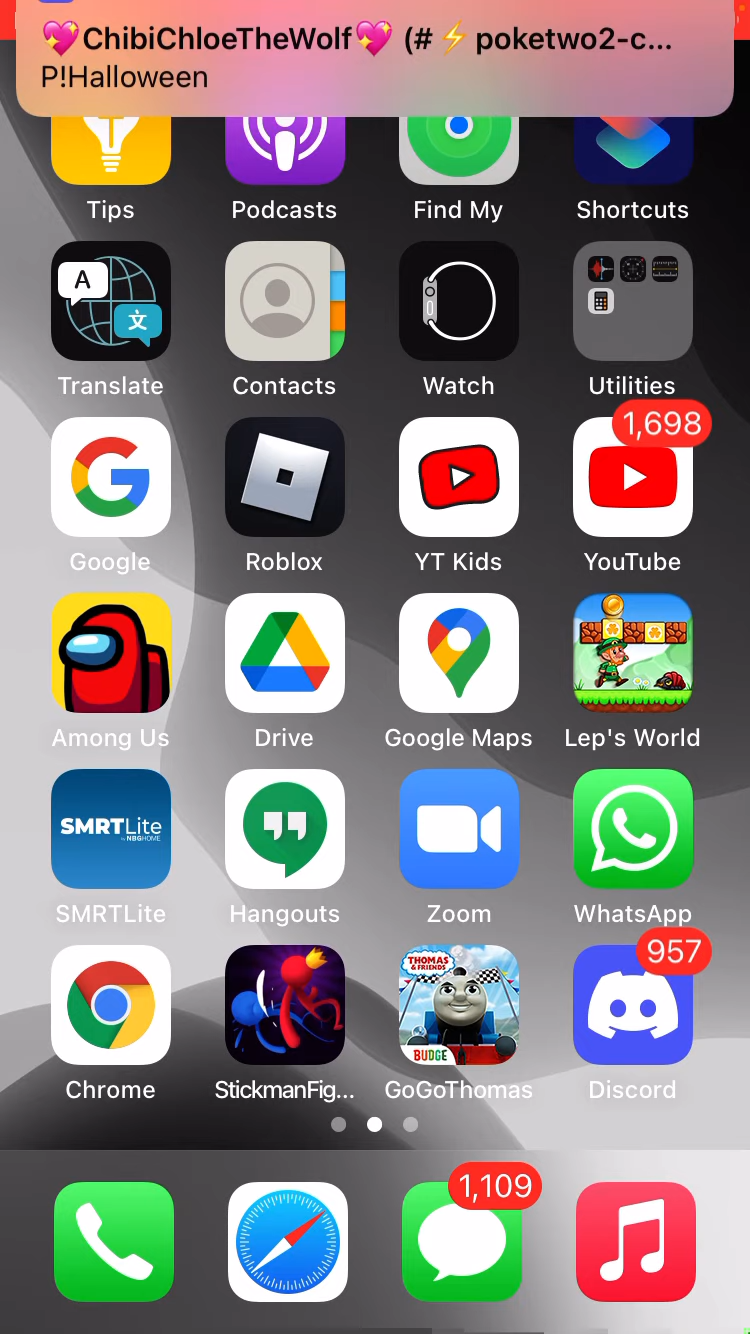 💖ChibiChloeTheWolf💖 (#⚡poketwo2-c...
P!Halloween
Tips Podcasts Find My Shortcuts
A 文
Translate Contacts Watch Utilities
1,698
Google Roblox YT Kids YouTube
Among Us Drive Google Maps Lep's World
SMRTLite
by NBGHOME
SMRTLite Hangouts Zoom WhatsApp
957
THOMAS
& FRIENDS
BUDGE
Chrome StickmanFig... GoGoThomas Discord
1,109